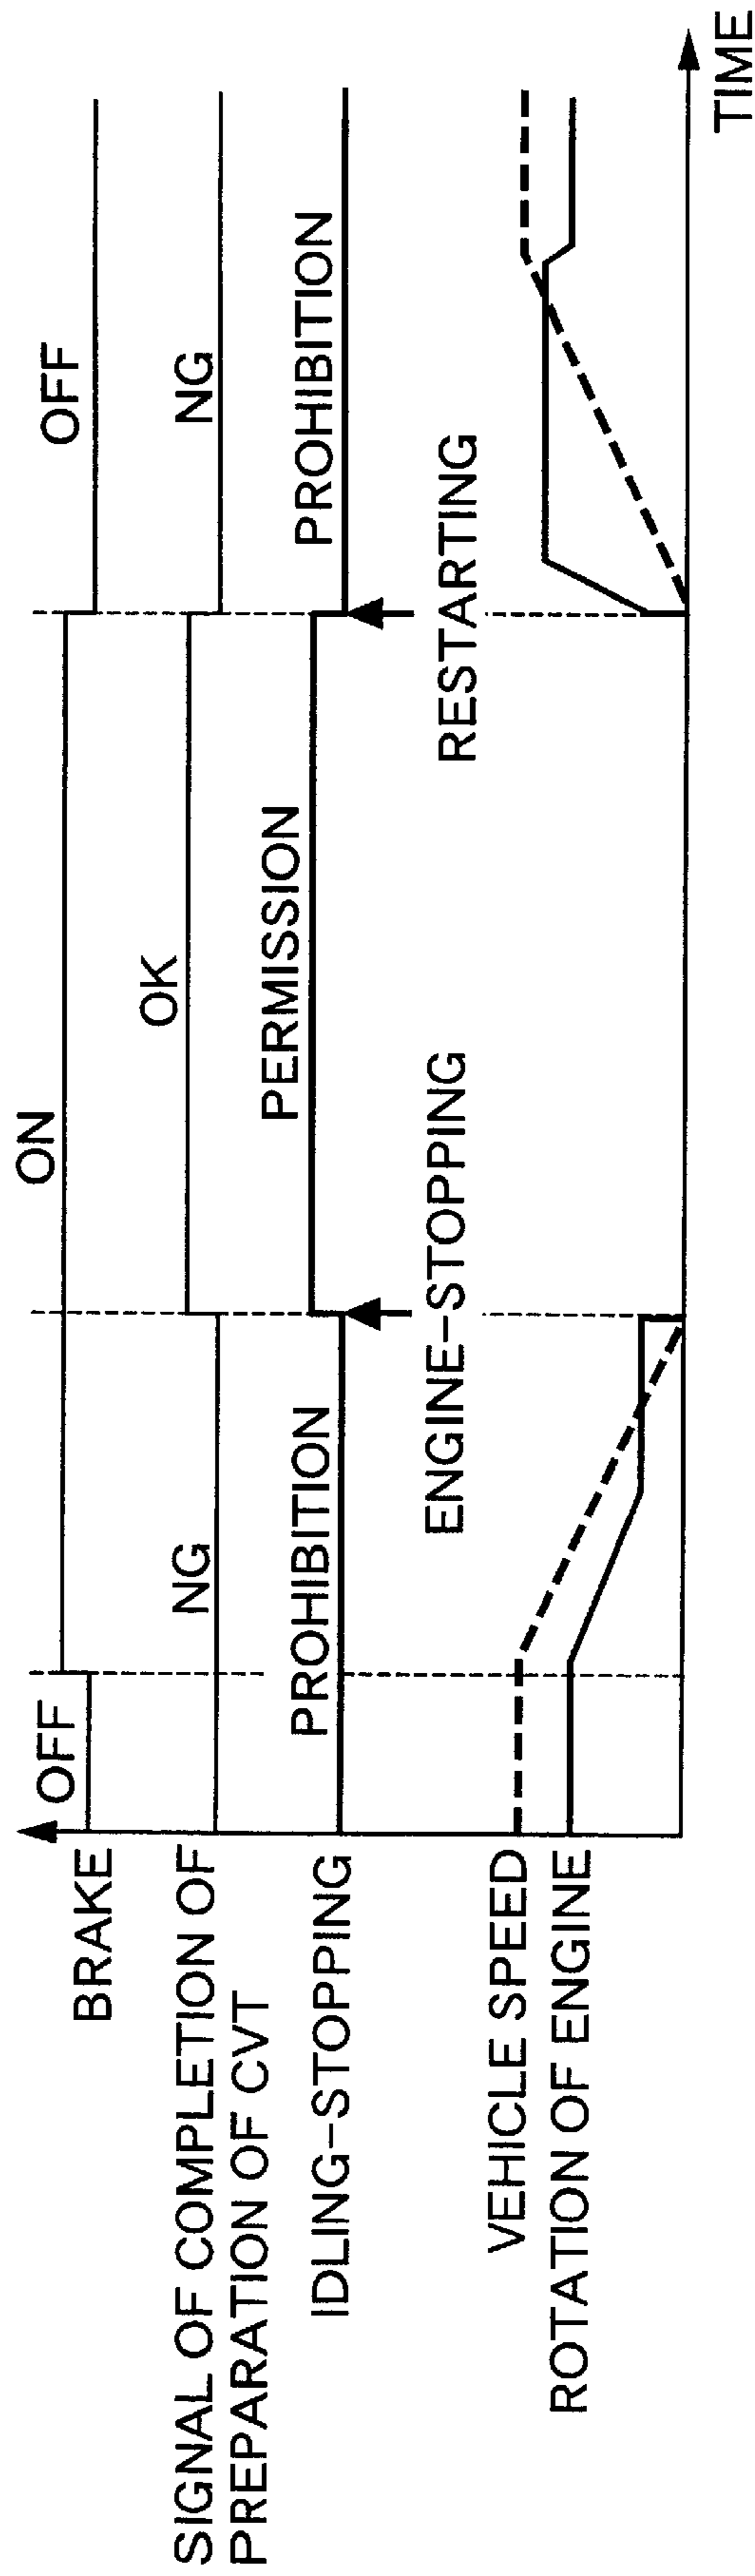 BRAKE
OFF
ON
OFF
SIGNAL OF COMPLETION OF
PREPARATION OF CVT
NG
OK
NG
IDLING-STOPPING
PROHIBITION
PERMISSION
PROHIBITION
ENGINE-STOPPING
RESTARTING
VEHICLE SPEED
ROTATION OF ENGINE
TIME